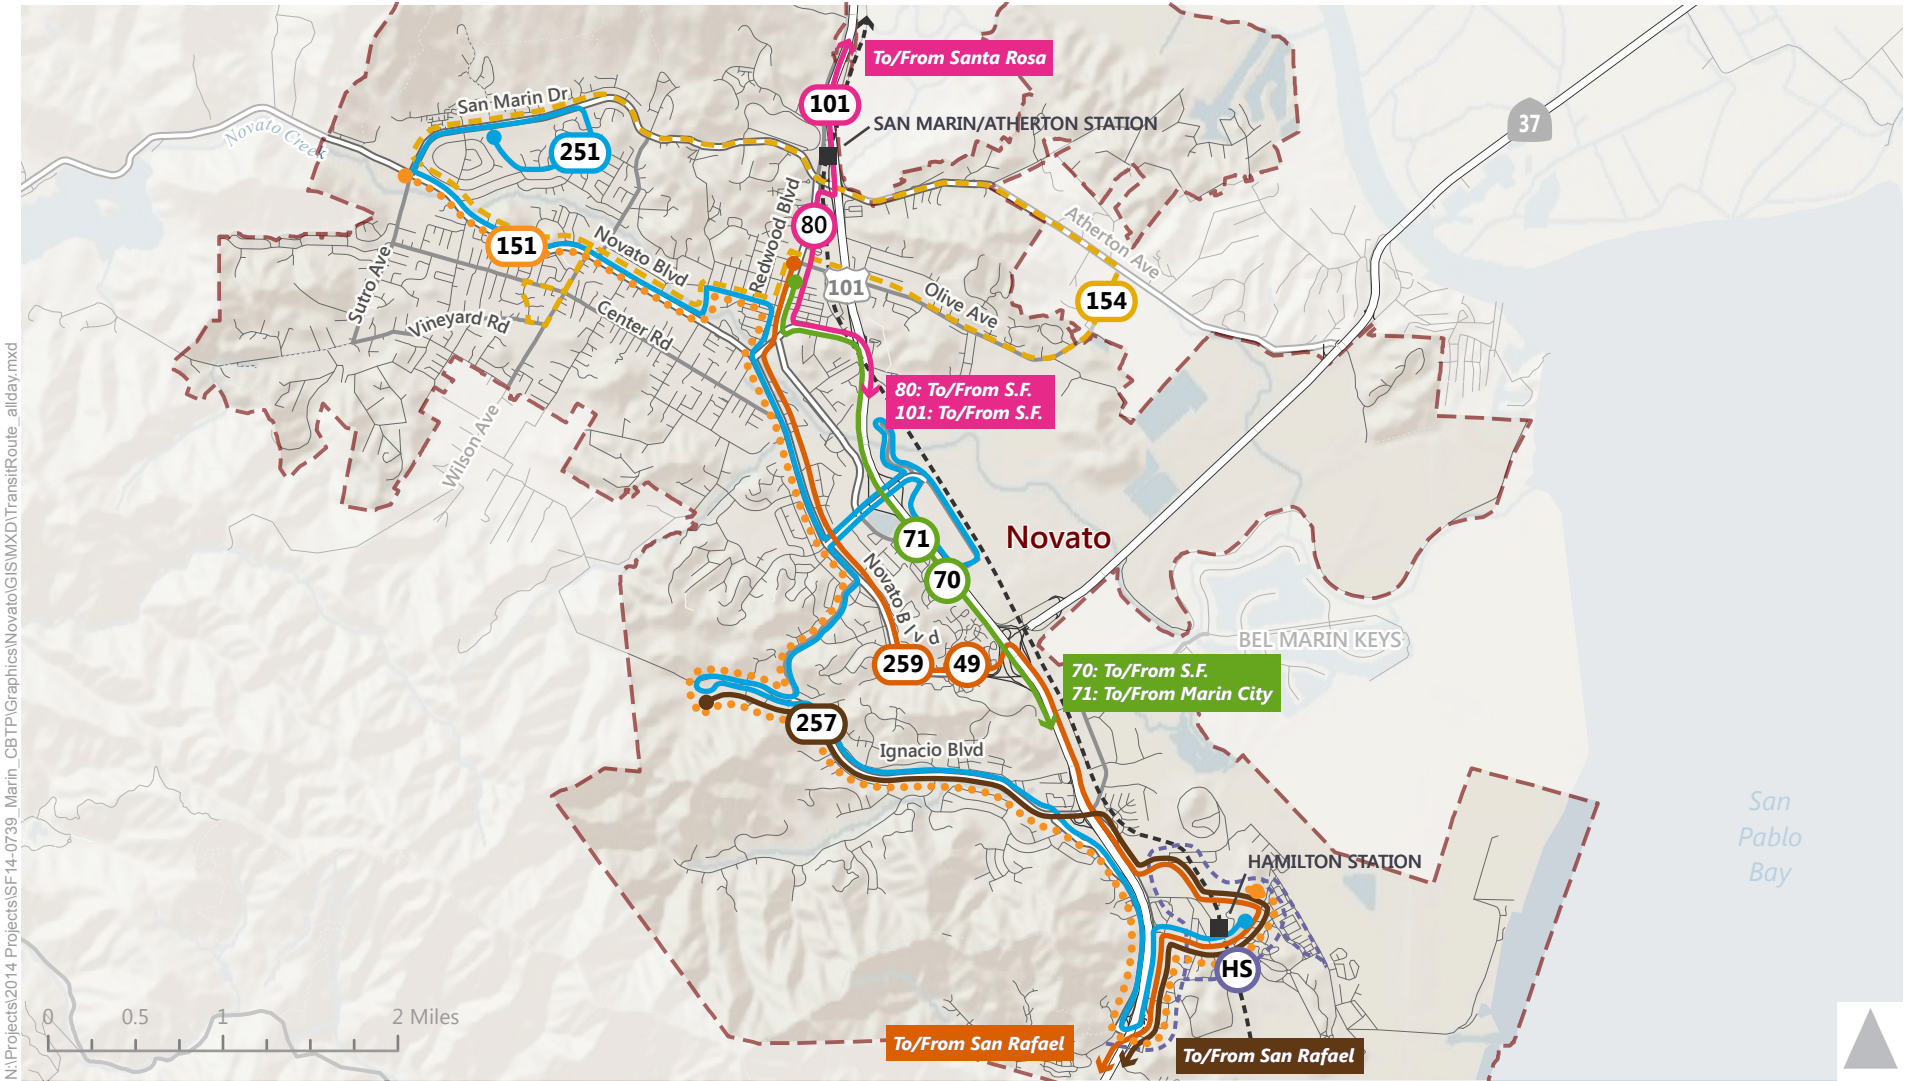 To/From Santa Rosa
101
SAN MARIN/ATHERTON STATION
San Marin Dr
Novato Creek
251
37
80
Redwood Blvd
Atherton Ave
151
Novato Blvd
Sutro Ave
101
Olive Ave
154
Vineyard Rd
Center Rd
80: To/From S.F.
101: To/From S.F.
Wilson Ave
71
Novato
70
Novato Blvd
BEL MARIN KEYS
259
49
70: To/From S.F.
71: To/From Marin City
257
Ignacio Blvd
San
Pablo
Bay
HAMILTON STATION
HS
0 0.5 1 2 Miles
To/From San Rafael
To/From San Rafael
N:\Projects\2014 Projects\SF14-0739_Marin_CBTP\Graphics\Novato\GIS\MXD\TransitRoute_allday.mxd